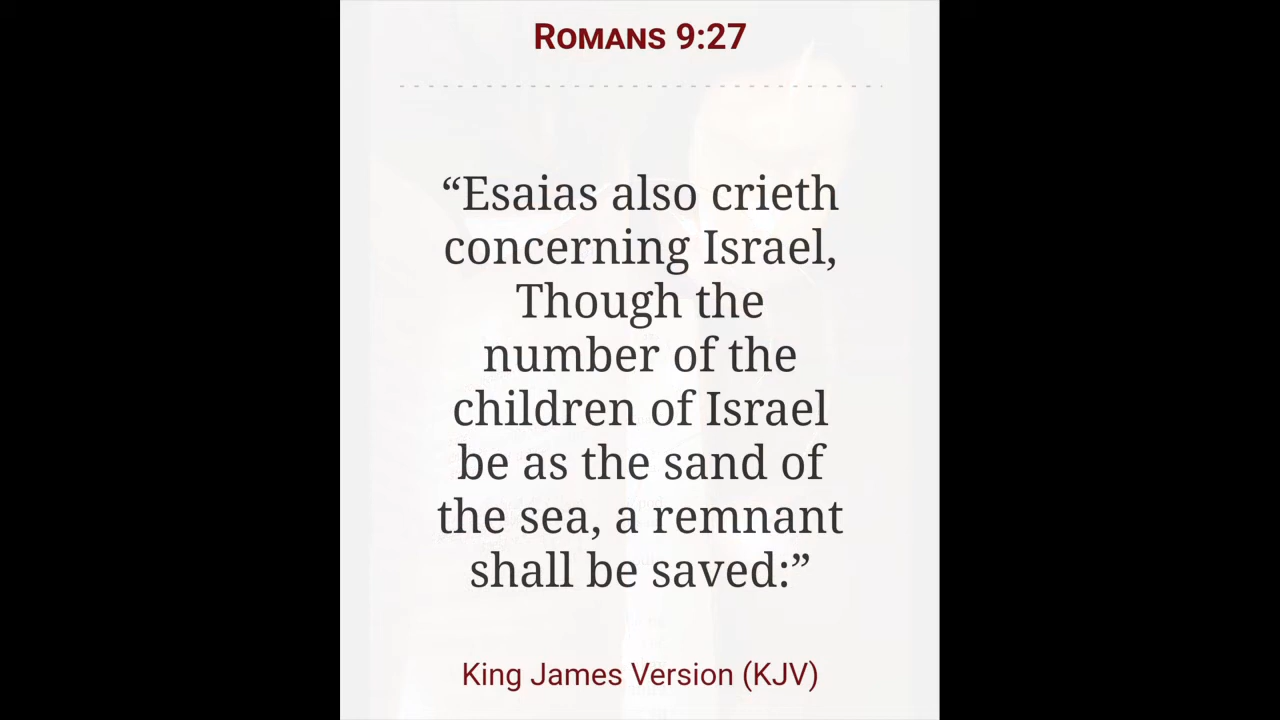 Romans 9:27
“Esaias also crieth
concerning Israel,
Though the
number of the
children of Israel
be as the sand of
the sea, a remnant
shall be saved:”
King James Version (KJV)